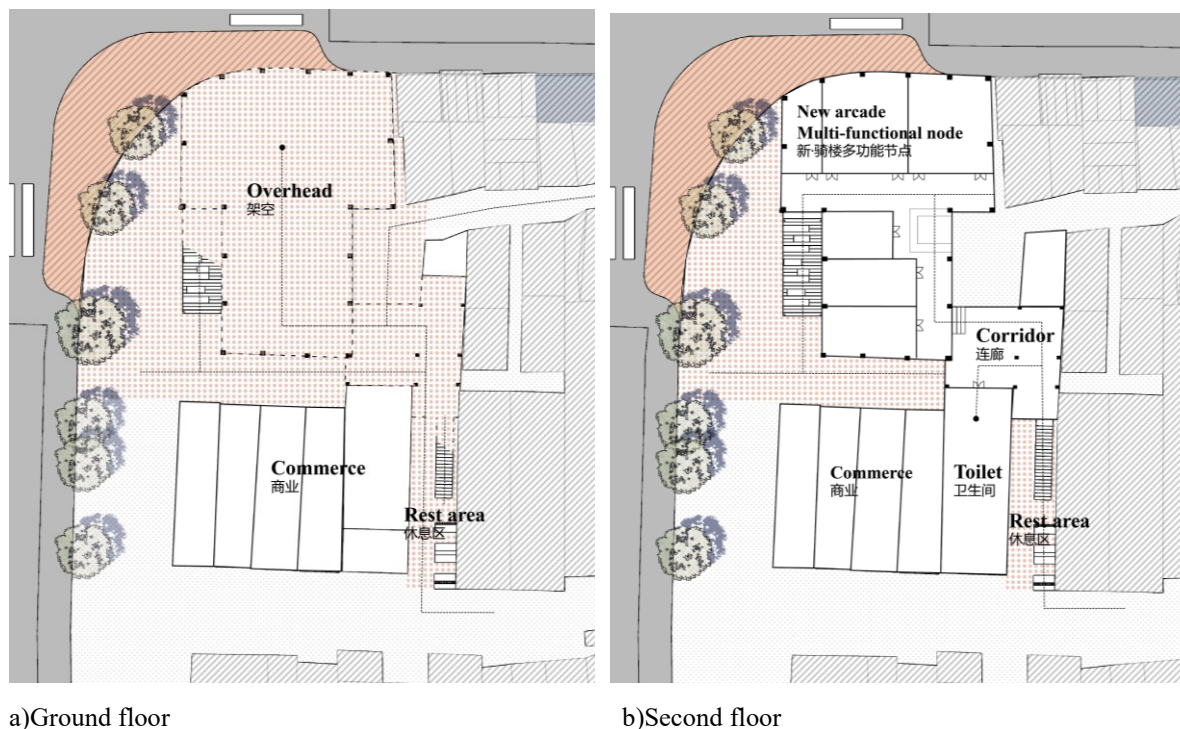 Overhead
架空
Commerce
商业
Rest area
休息区
New arcade
Multi-functional node
新·骑楼多功能节点
Corridor
连廊
Commerce
商业
Toilet
卫生间
Rest area
休息区
a)Ground floor
b)Second floor